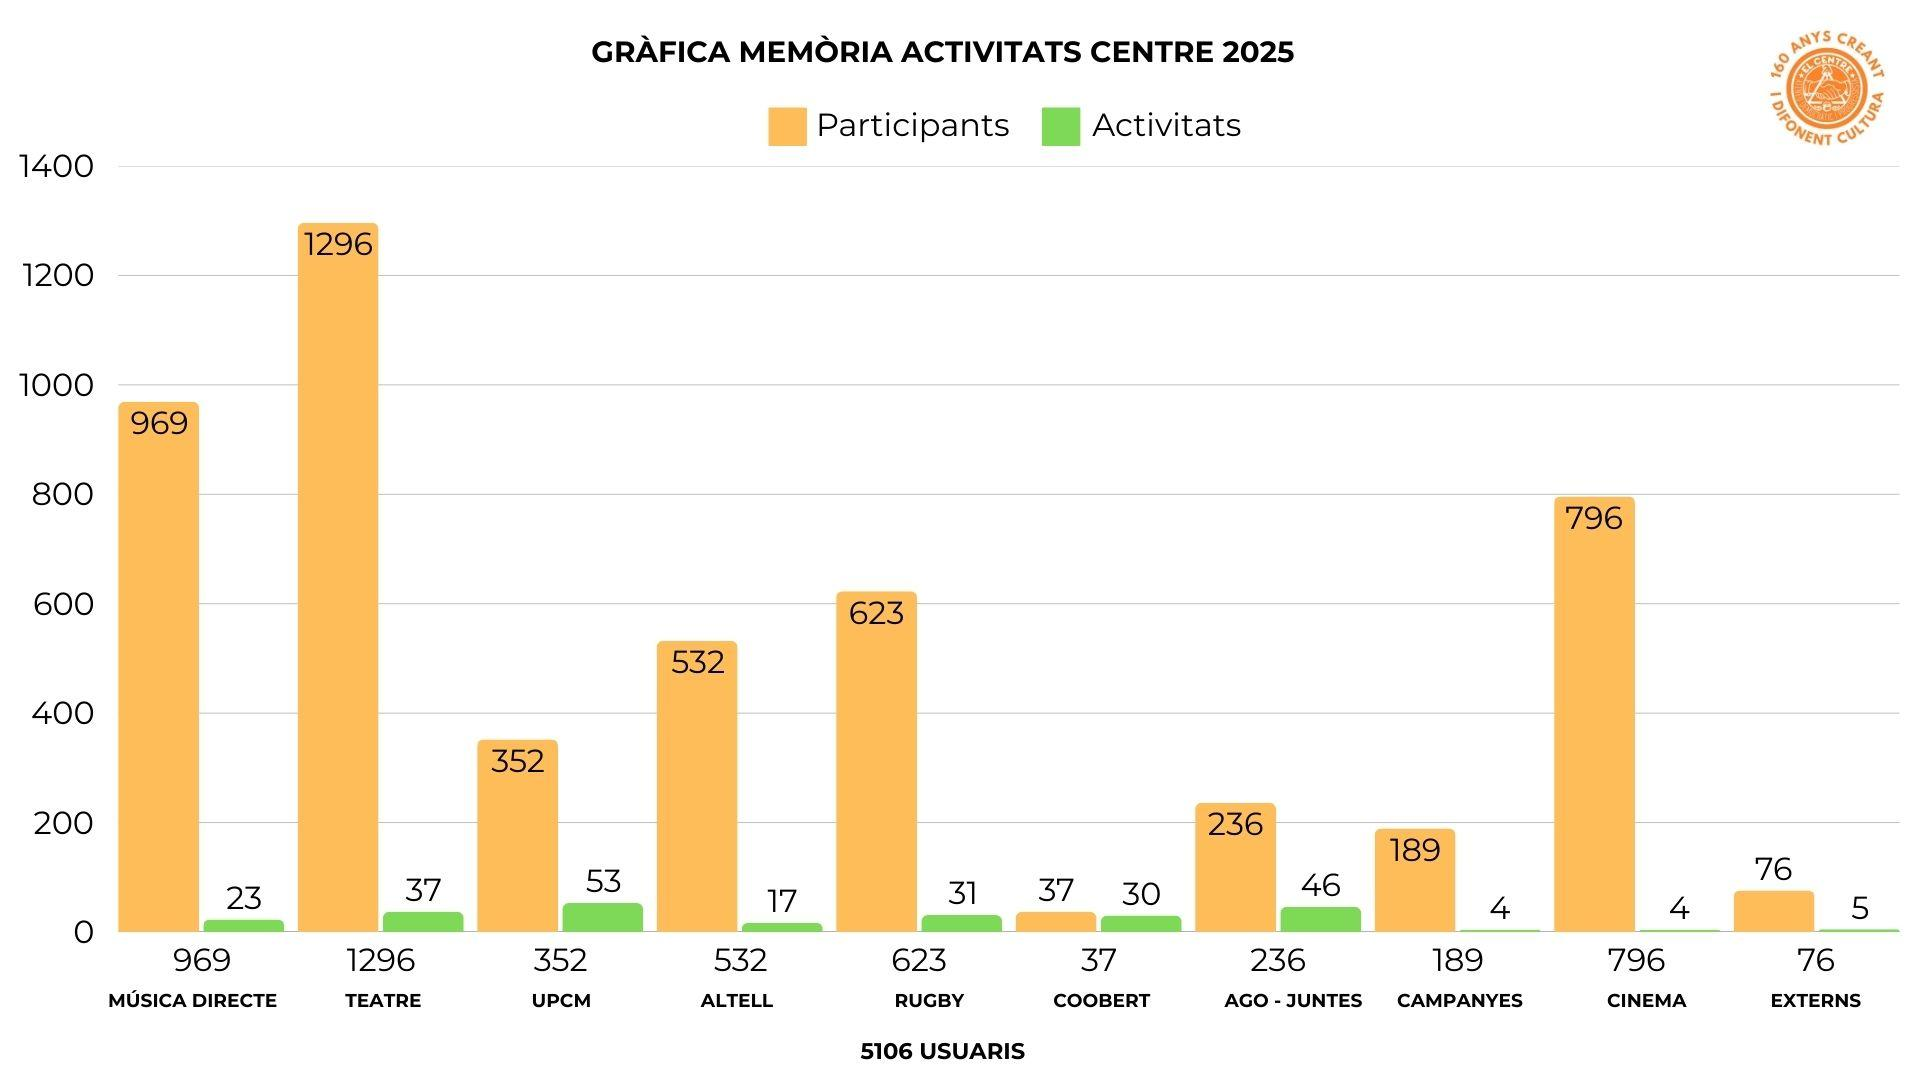 GRÀFICA MEMÒRIA ACTIVITATS CENTRE 2025
160 ANYS CREANT
I DIFONENT CULTURA
EL CENTRE
Participants Activitats
1400
1200
1000
800
600
400
200
0
969 23 1296 37 352 53 532 17 623 31 37 30 236 46 189 4 796 4 76 5
969 1296 352 532 623 37 236 189 796 76
MÚSICA DIRECTE TEATRE UPCM ALTELL RUGBY COOBERT AGO - JUNTES CAMPANYES CINEMA EXTERNS
5106 USUARIS